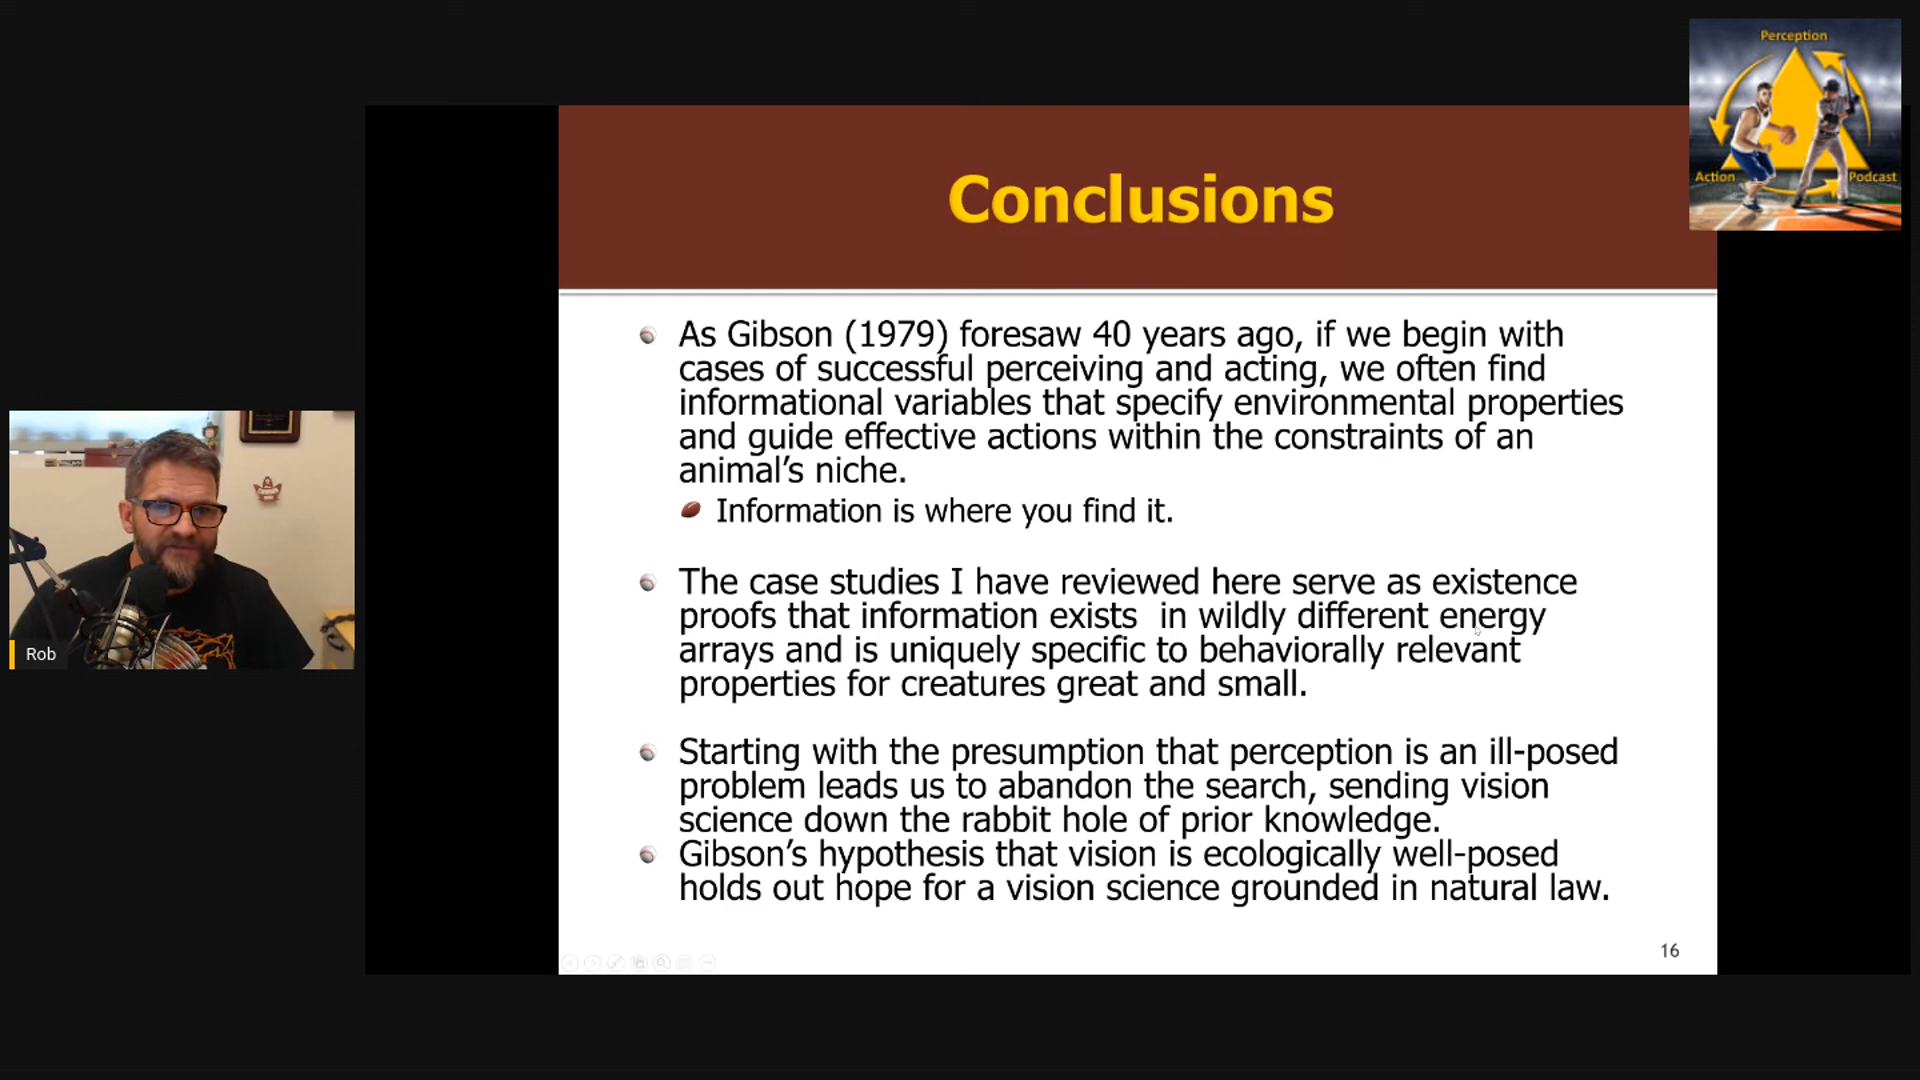 Perception
Action
Podcast
Conclusions
As Gibson (1979) foresaw 40 years ago, if we begin with
cases of successful perceiving and acting, we often find
informational variables that specify environmental properties
and guide effective actions within the constraints of an
animal’s niche.
Information is where you find it.
The case studies I have reviewed here serve as existence
proofs that information exists  in wildly different energy
arrays and is uniquely specific to behaviorally relevant
properties for creatures great and small.
Starting with the presumption that perception is an ill-posed
problem leads us to abandon the search, sending vision
science down the rabbit hole of prior knowledge.
Gibson’s hypothesis that vision is ecologically well-posed
holds out hope for a vision science grounded in natural law.
16
Rob